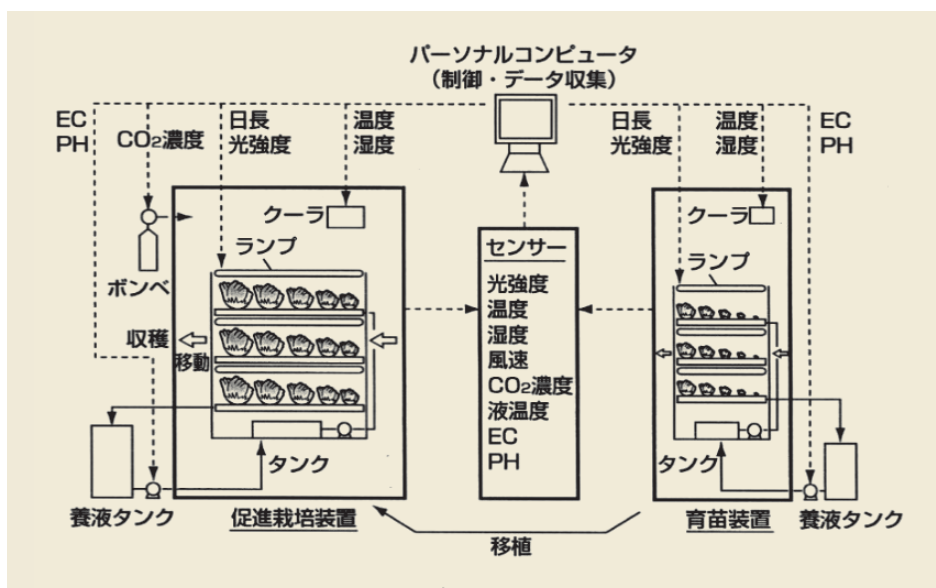 パーソナルコンピュータ
（制御・データ収集）
EC
PH
CO₂濃度
日長
光強度
温度
湿度
日長
光強度
温度
湿度
EC
PH
クーラ
ランプ
ボンベ
収穫
移動
タンク
養液タンク
促進栽培装置
センサー
光強度
温度
湿度
風速
CO₂濃度
液温度
EC
PH
クーラ
ランプ
タンク
養液タンク
育苗装置
移植